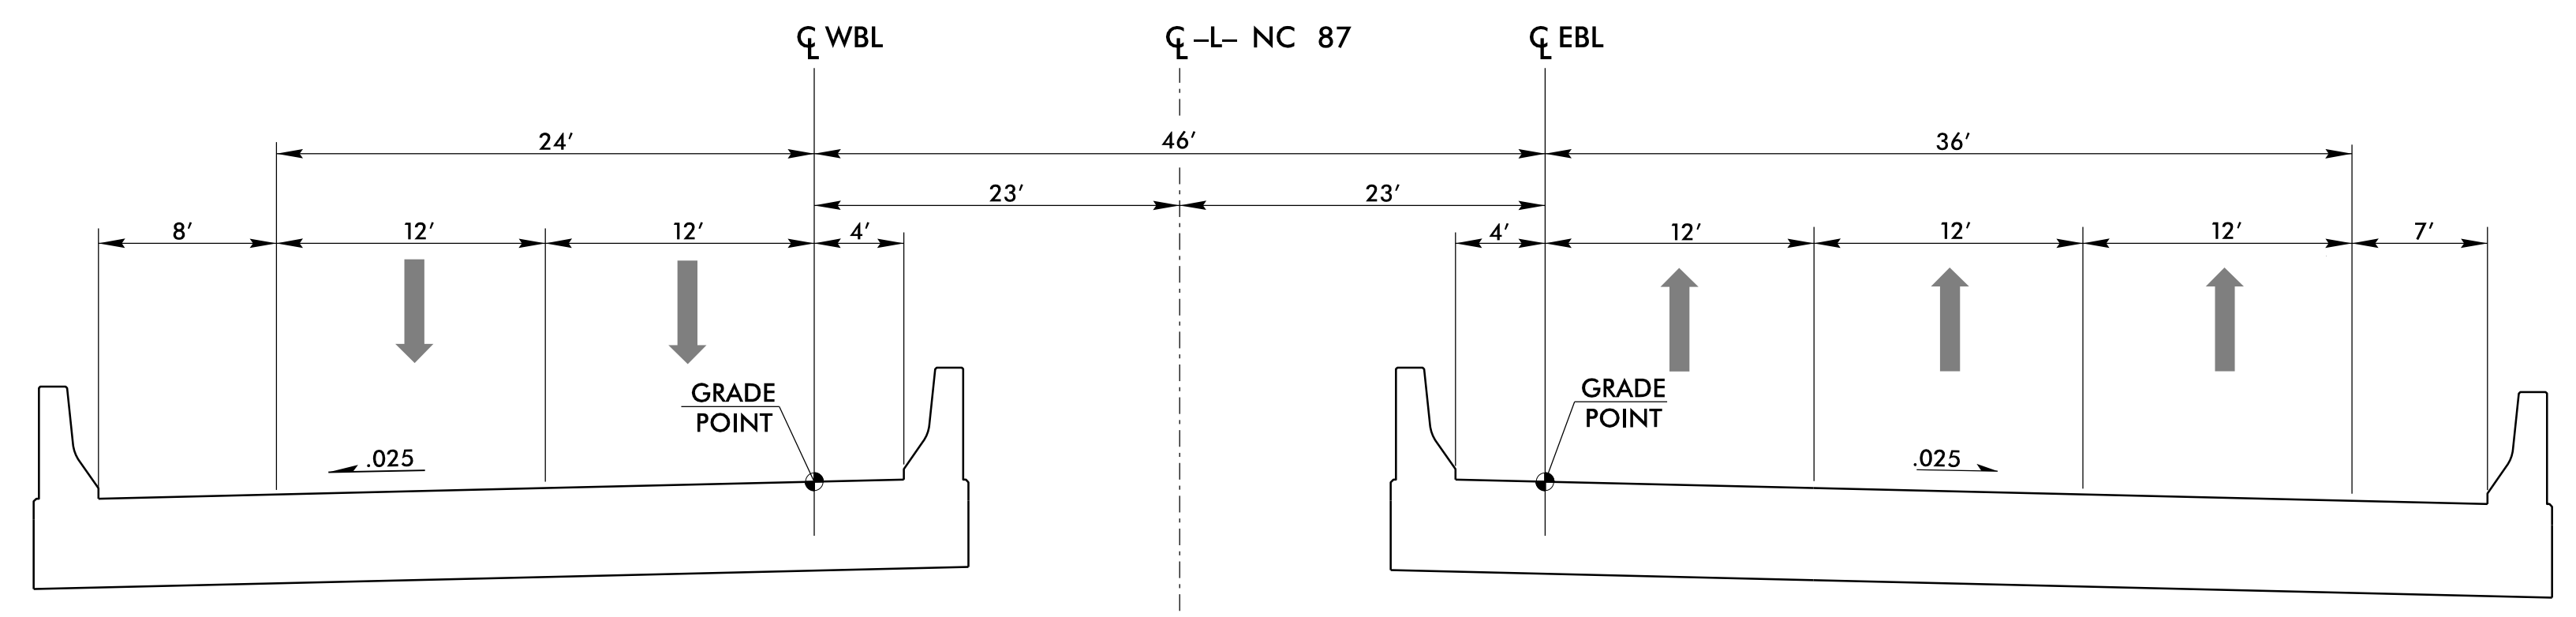 ℄ WBL ℄ –L– NC 87 ℄ EBL
24' 46' 36'
23' 23'
8' 12' 12' 4' 4' 12' 12' 12' 7'
GRADE
POINT
GRADE
POINT
.025 .025